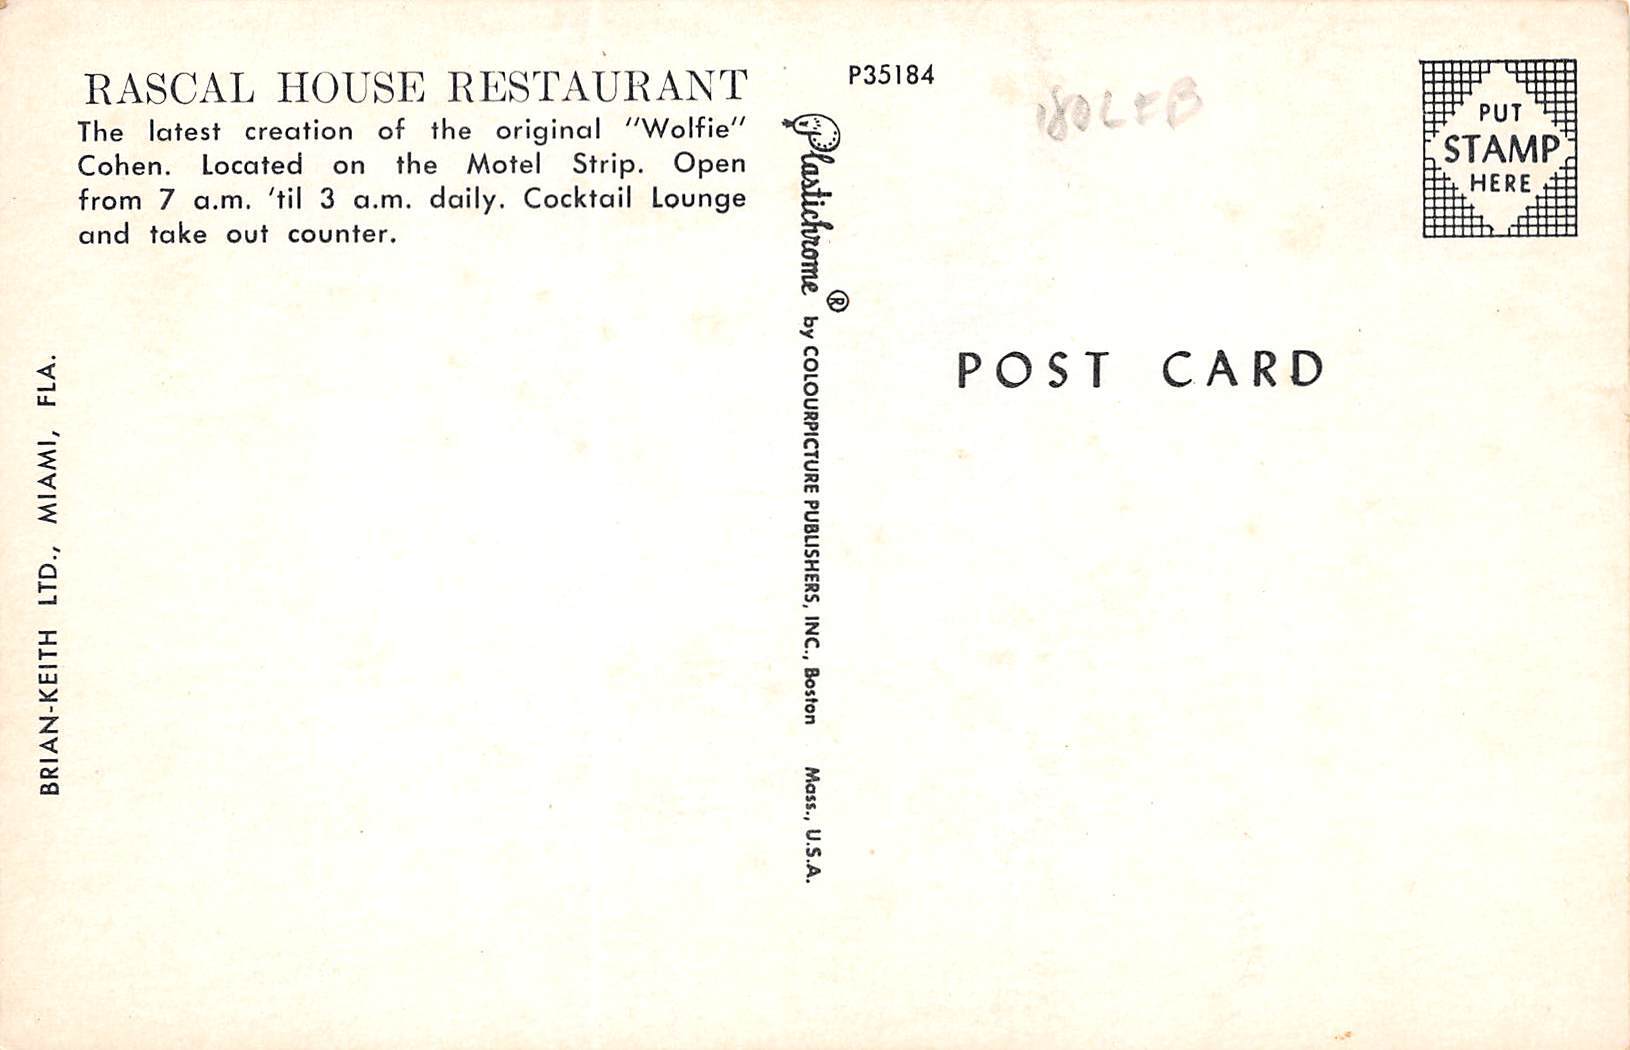 RASCAL HOUSE RESTAURANT
The latest creation of the original "Wolfie"
Cohen. Located on the Motel Strip. Open
from 7 a.m. 'til 3 a.m. daily. Cocktail Lounge
and take out counter.
BRIAN-KEITH LTD., MIAMI, FLA.
Plastichrome ® by COLOURPICTURE PUBLISHERS, INC., Boston Mass., U.S.A.
P35184
PUT
STAMP
HERE
POST CARD